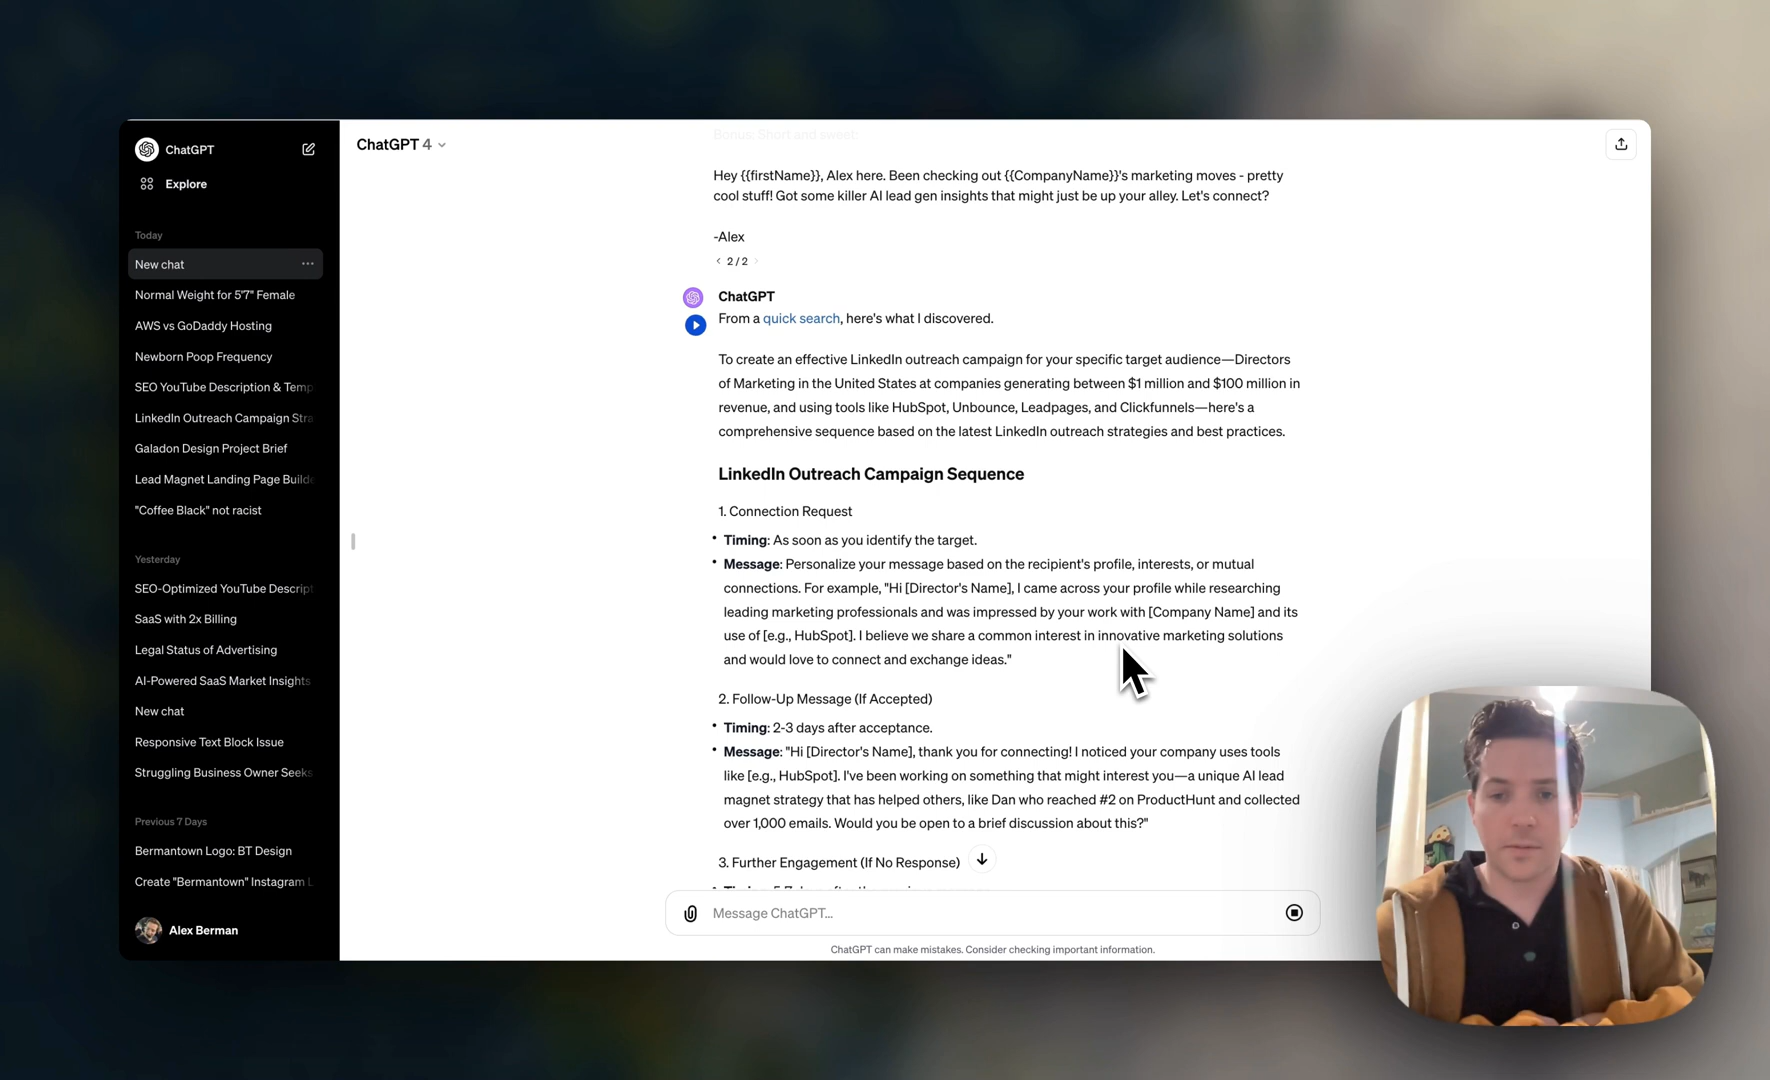 ChatGPT
Explore
Today
New chat
Normal Weight for 5'7" Female
AWS vs GoDaddy Hosting
Newborn Poop Frequency
SEO YouTube Description & Temp
LinkedIn Outreach Campaign Stra
Galadon Design Project Brief
Lead Magnet Landing Page Builde
"Coffee Black" not racist
Yesterday
SEO-Optimized YouTube Descript
SaaS with 2x Billing
Legal Status of Advertising
AI-Powered SaaS Market Insights
New chat
Responsive Text Block Issue
Struggling Business Owner Seeks
Previous 7 Days
Bermantown Logo: BT Design
Create "Bermantown" Instagram L
Alex Berman
ChatGPT 4
Bonus: Short and sweet:
Hey {{firstName}}, Alex here. Been checking out {{CompanyName}}'s marketing moves - pretty
cool stuff! Got some killer AI lead gen insights that might just be up your alley. Let's connect?
-Alex
< 2 / 2 >
ChatGPT
From a quick search, here's what I discovered.
To create an effective LinkedIn outreach campaign for your specific target audience—Directors
of Marketing in the United States at companies generating between $1 million and $100 million in
revenue, and using tools like HubSpot, Unbounce, Leadpages, and Clickfunnels—here's a
comprehensive sequence based on the latest LinkedIn outreach strategies and best practices.
LinkedIn Outreach Campaign Sequence
1. Connection Request
• Timing: As soon as you identify the target.
• Message: Personalize your message based on the recipient's profile, interests, or mutual
connections. For example, "Hi [Director's Name], I came across your profile while researching
leading marketing professionals and was impressed by your work with [Company Name] and its
use of [e.g., HubSpot]. I believe we share a common interest in innovative marketing solutions
and would love to connect and exchange ideas."
2. Follow-Up Message (If Accepted)
• Timing: 2-3 days after acceptance.
• Message: "Hi [Director's Name], thank you for connecting! I noticed your company uses tools
like [e.g., HubSpot]. I've been working on something that might interest you—a unique AI lead
magnet strategy that has helped others, like Dan who reached #2 on ProductHunt and collected
over 1,000 emails. Would you be open to a brief discussion about this?"
3. Further Engagement (If No Response)
Message ChatGPT...
ChatGPT can make mistakes. Consider checking important information.